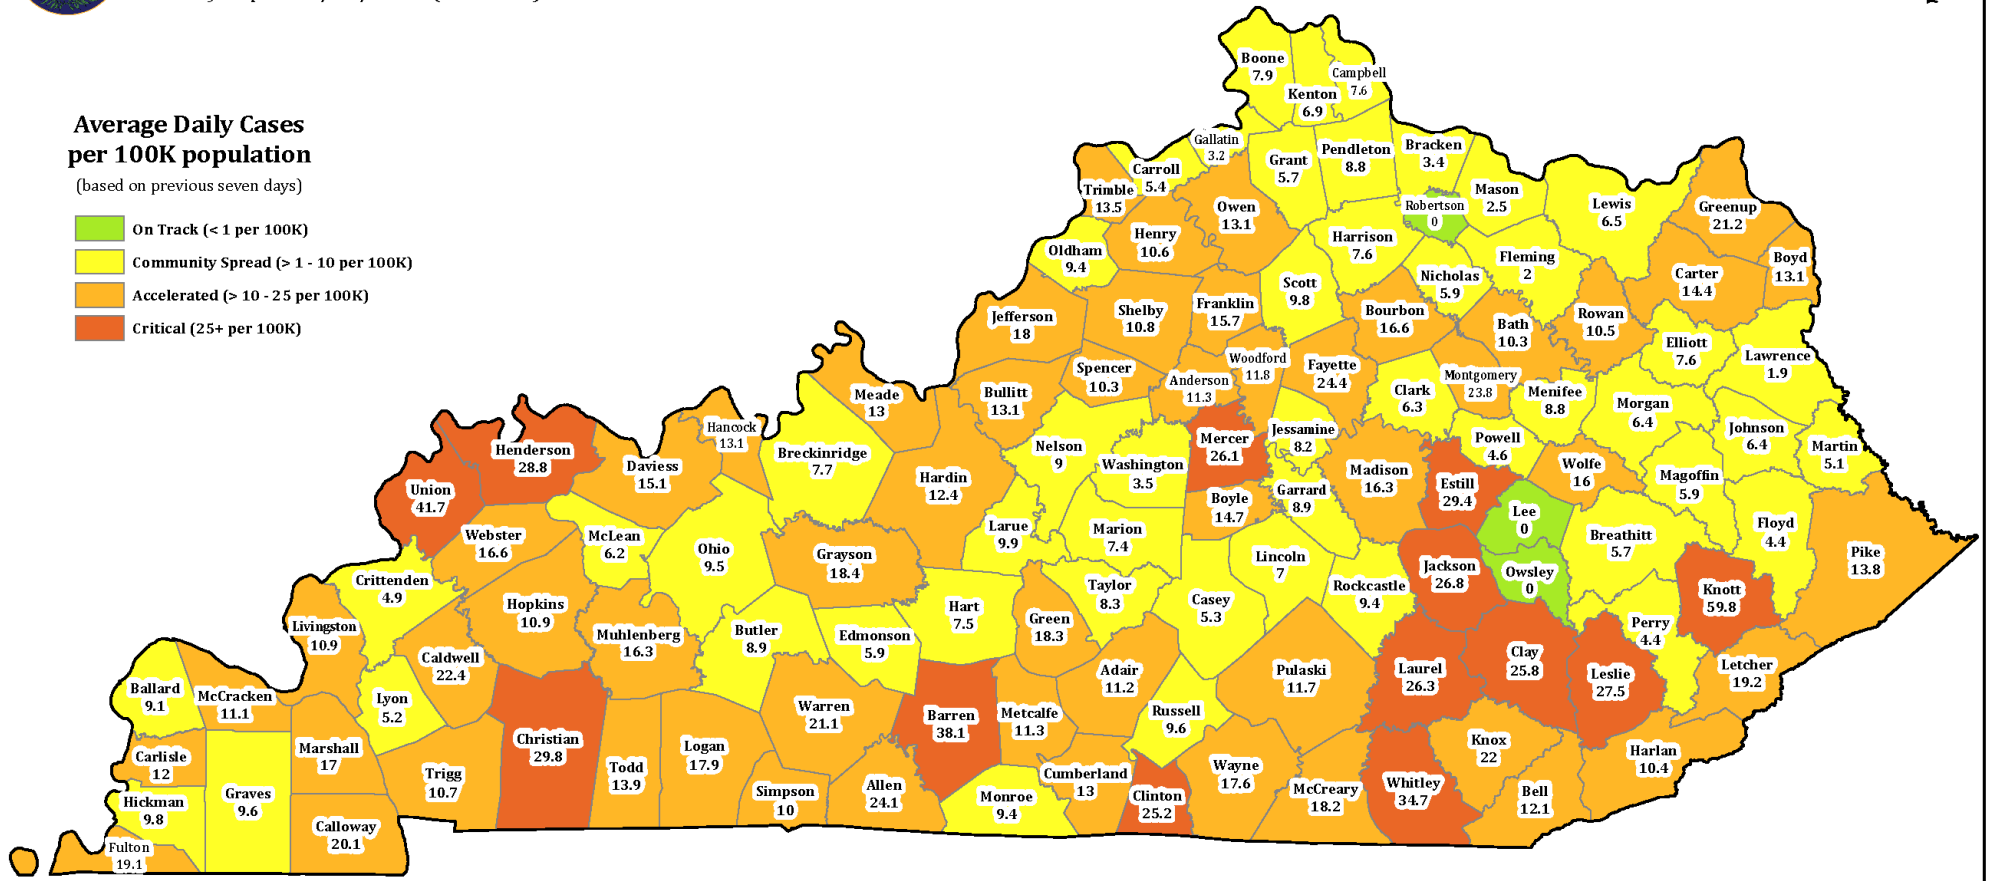 Average Daily Cases
per 100K population
(based on previous seven days)
On Track (< 1 per 100K)
Community Spread (> 1 - 10 per 100K)
Accelerated (> 10 - 25 per 100K)
Critical (25+ per 100K)
Boone
7.9
Kenton
6.9
Campbell
7.6
Gallatin
3.2
Grant
5.7
Pendleton
8.8
Bracken
3.4
Carroll
5.4
Trimble
13.5
Owen
13.1
Robertson
0
Mason
2.5
Lewis
6.5
Greenup
21.2
Henry
10.6
Oldham
9.4
Harrison
7.6
Nicholas
5.9
Fleming
2
Carter
14.4
Boyd
13.1
Scott
9.8
Jefferson
18
Shelby
10.8
Franklin
15.7
Bourbon
16.6
Bath
10.3
Rowan
10.5
Elliott
7.6
Lawrence
1.9
Woodford
11.8
Fayette
24.4
Montgomery
23.8
Spencer
10.3
Anderson
11.3
Clark
6.3
Menifee
8.8
Morgan
6.4
Meade
13
Bullitt
13.1
Johnson
6.4
Martin
5.1
Hancock
13.1
Henderson
28.8
Daviess
15.1
Breckinridge
7.7
Nelson
9
Washington
3.5
Mercer
26.1
Jessamine
8.2
Powell
4.6
Wolfe
16
Magoffin
5.9
Hardin
12.4
Madison
16.3
Estill
29.4
Union
41.7
Boyle
14.7
Garrard
8.9
Lee
0
Breathitt
5.7
Floyd
4.4
Pike
13.8
Webster
16.6
McLean
6.2
Ohio
9.5
Grayson
18.4
Larue
9.9
Marion
7.4
Lincoln
7
Jackson
26.8
Owsley
0
Knott
59.8
Crittenden
4.9
Hopkins
10.9
Hart
7.5
Taylor
8.3
Casey
5.3
Rockcastle
9.4
Livingston
10.9
Muhlenberg
16.3
Butler
8.9
Edmonson
5.9
Green
18.3
Perry
4.4
Caldwell
22.4
Adair
11.2
Pulaski
11.7
Laurel
26.3
Clay
25.8
Leslie
27.5
Letcher
19.2
Ballard
9.1
McCracken
11.1
Lyon
5.2
Warren
21.1
Barren
38.1
Metcalfe
11.3
Russell
9.6
Christian
29.8
Carlisle
12
Marshall
17
Logan
17.9
Knox
22
Harlan
10.4
Trigg
10.7
Todd
13.9
Allen
24.1
Cumberland
13
Wayne
17.6
Whitley
34.7
Hickman
9.8
Graves
9.6
Simpson
10
Monroe
9.4
Clinton
25.2
McCreary
18.2
Bell
12.1
Calloway
20.1
Fulton
19.1